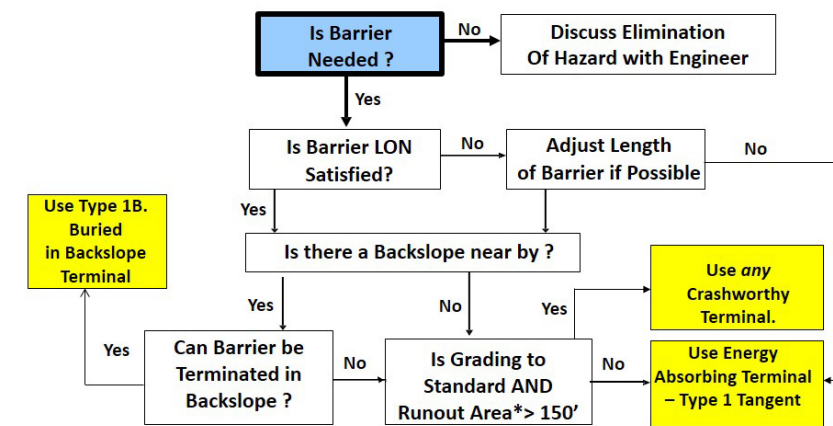 Is Barrier
Needed ?
No
Discuss Elimination
Of Hazard with Engineer
Yes
Is Barrier LON
Satisfied?
No
Adjust Length
of Barrier if Possible
No
Use Type 1B.
Buried
in Backslope
Terminal
Yes
Is there a Backslope near by ?
Use any
Crashworthy
Terminal.
Yes
No
Yes
Yes
Can Barrier be
Terminated in
Backslope ?
No
Is Grading to
Standard AND
Runout Area*> 150’
No
Use Energy
Absorbing Terminal
– Type 1 Tangent